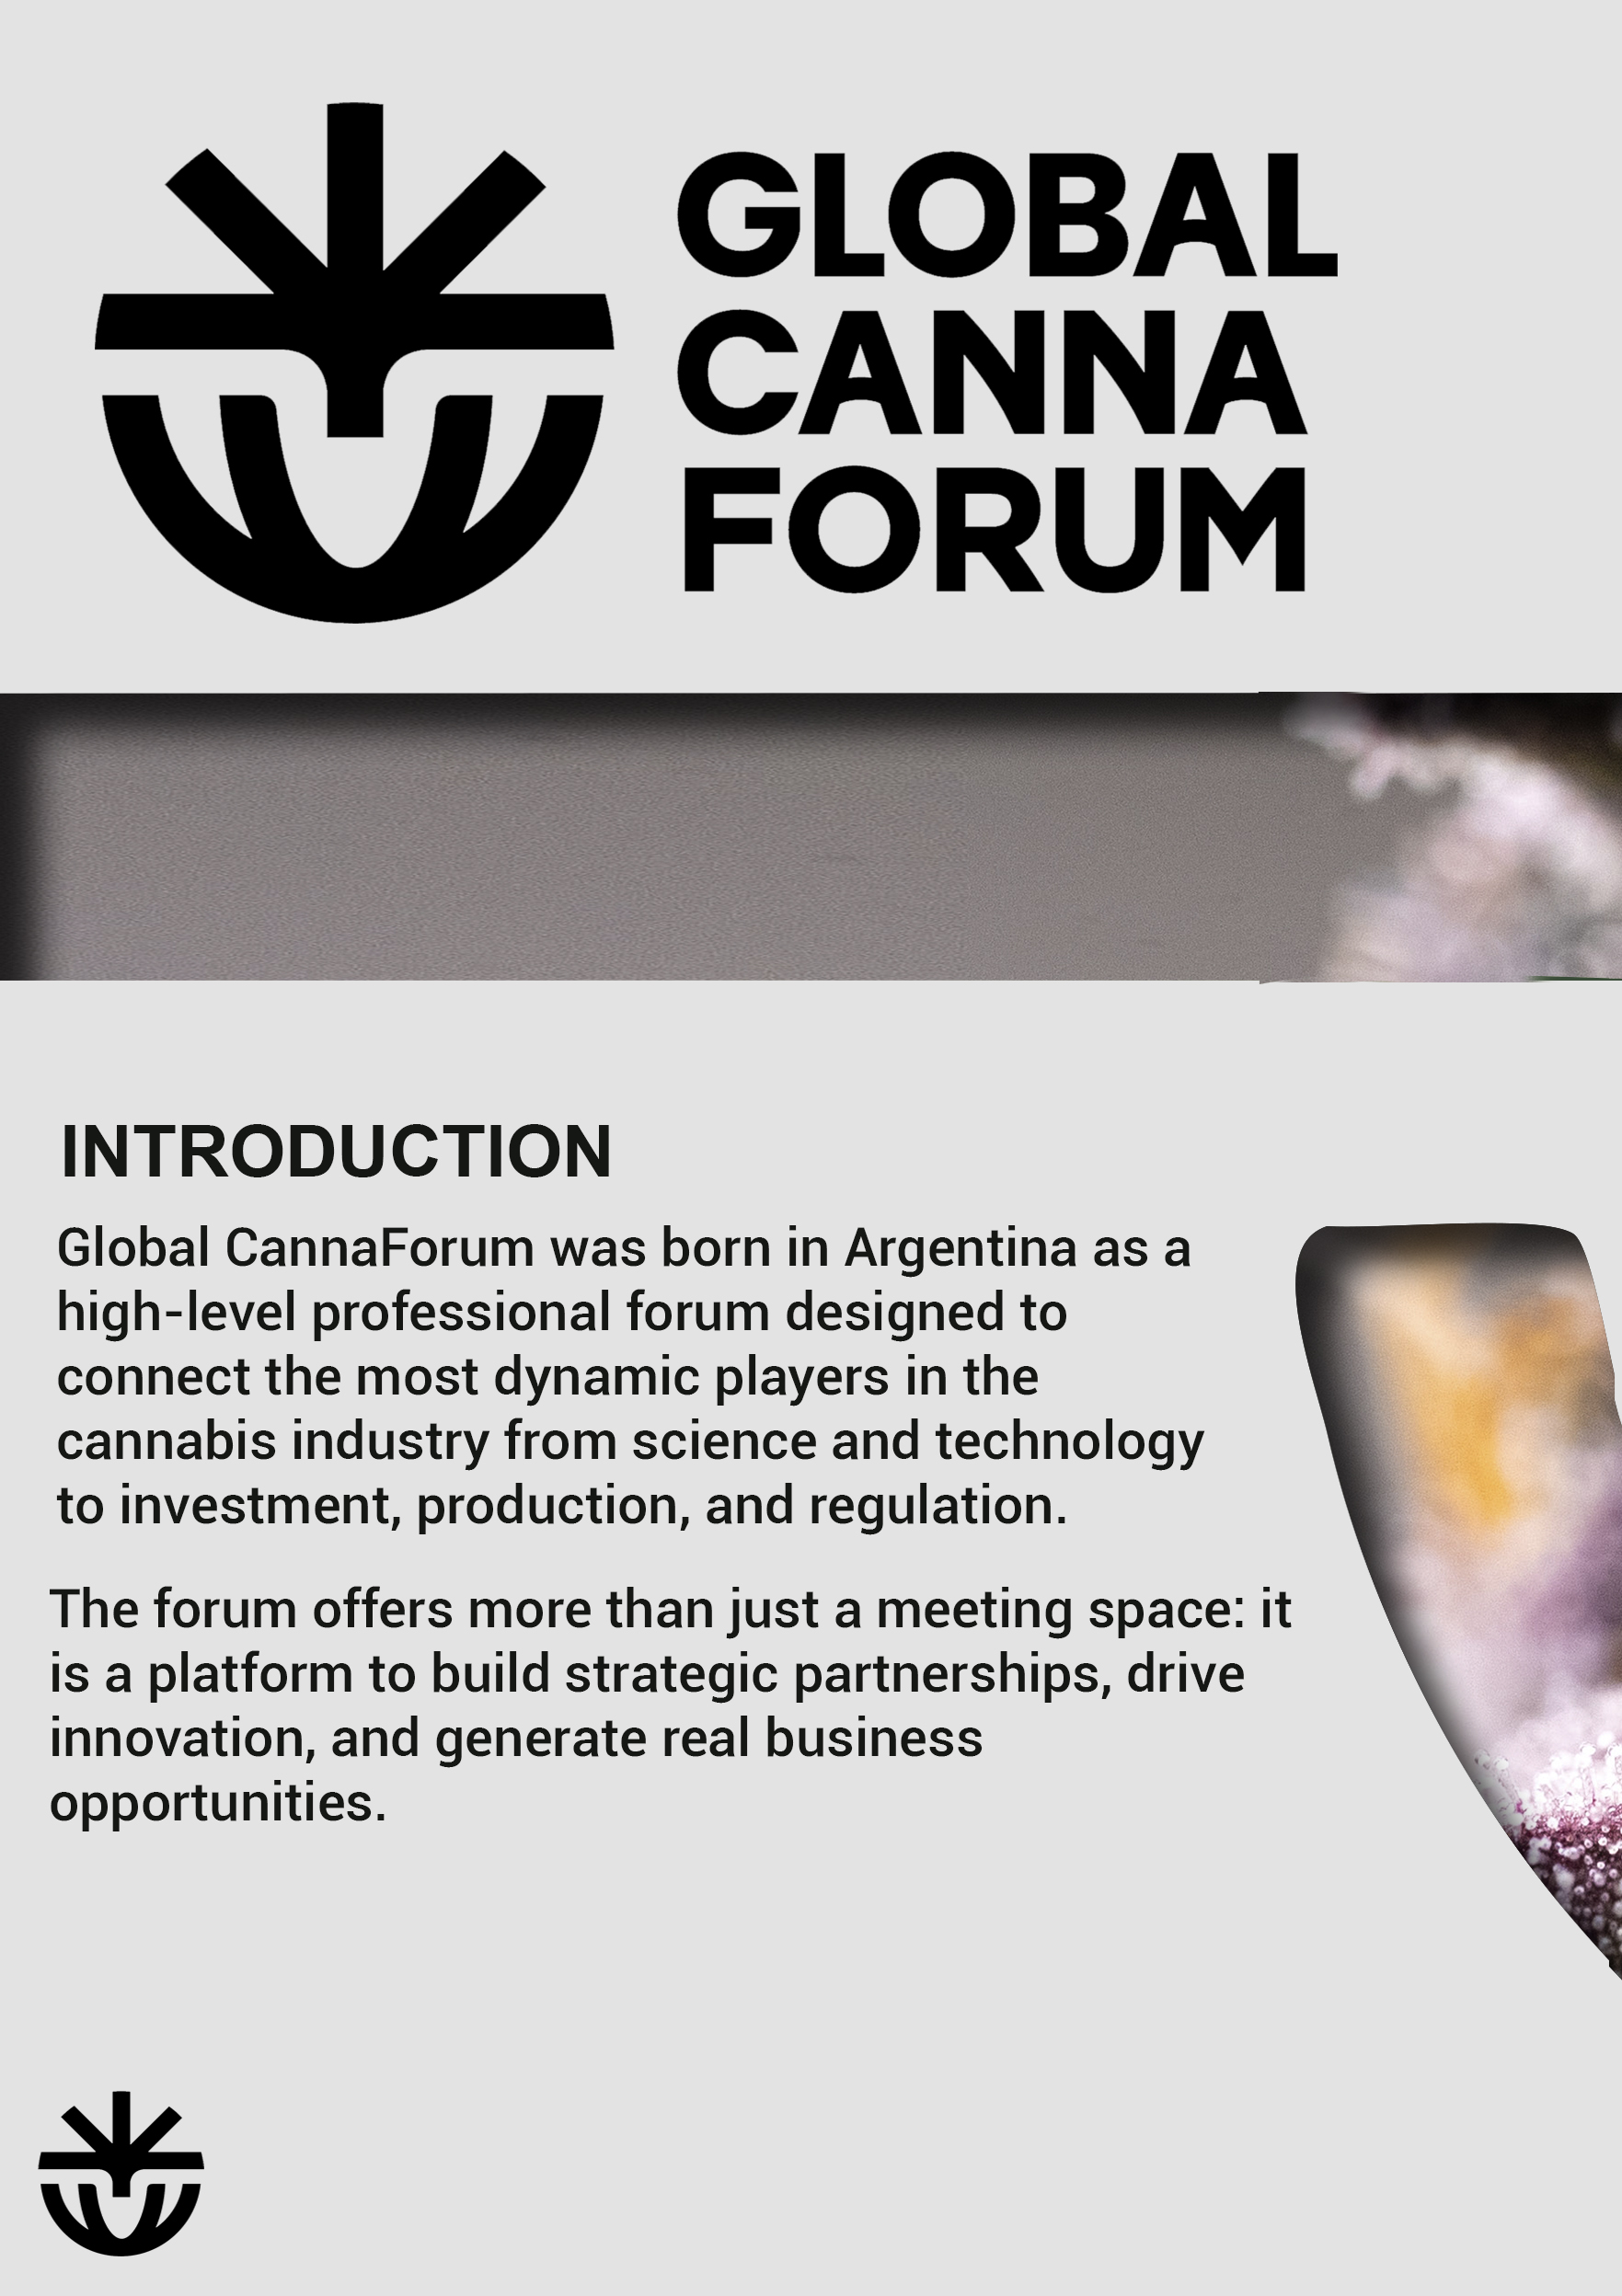 GLOBAL
CANNA
FORUM
INTRODUCTION
Global CannaForum was born in Argentina as a
high-level professional forum designed to
connect the most dynamic players in the
cannabis industry from science and technology
to investment, production, and regulation.
The forum offers more than just a meeting space: it
is a platform to build strategic partnerships, drive
innovation, and generate real business
opportunities.